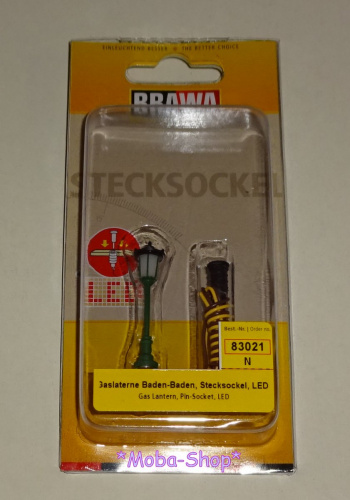 EINLEUCHTEND BESSER · THE BETTER CHOICE
BRAWA
STECKSOCKEL
LED
Best.-Nr. | Order no.
83021
N
Gaslaterne Baden-Baden, Stecksockel, LED
Gas Lantern, Pin-Socket, LED
*Moba-Shop*